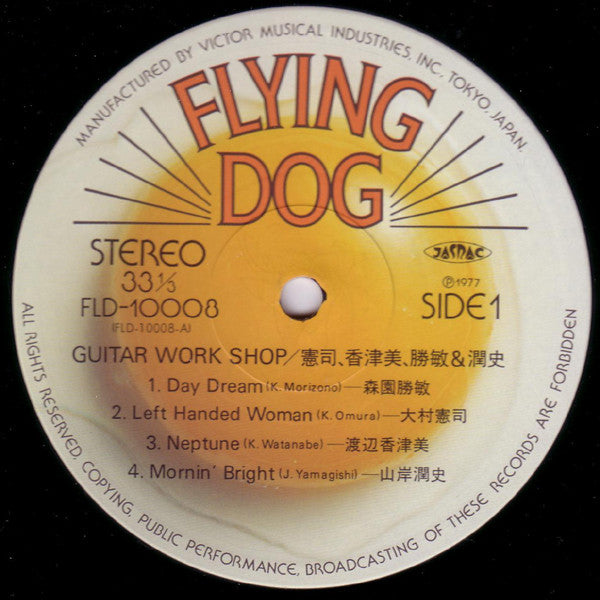 MANUFACTURED BY VICTOR MUSICAL INDUSTRIES, INC, TOKYO, JAPAN.
FLYING
DOG
STEREO
33⅓
FLD-10008
(FLD-10008-A)
JASRAC
Ⓟ1977
SIDE1
GUITAR WORK SHOP/憲司、香津美、勝敏&潤史
1. Day Dream (K. Morizono)—森園勝敏
2. Left Handed Woman (K. Omura)—大村憲司
3. Neptune (K. Watanabe)—渡辺香津美
4. Mornin' Bright (J. Yamagishi)—山岸潤史
ALL RIGHTS RESERVED, COPYING, PUBLIC PERFORMANCE, BROADCASTING OF THESE RECORDS ARE FORBIDDEN